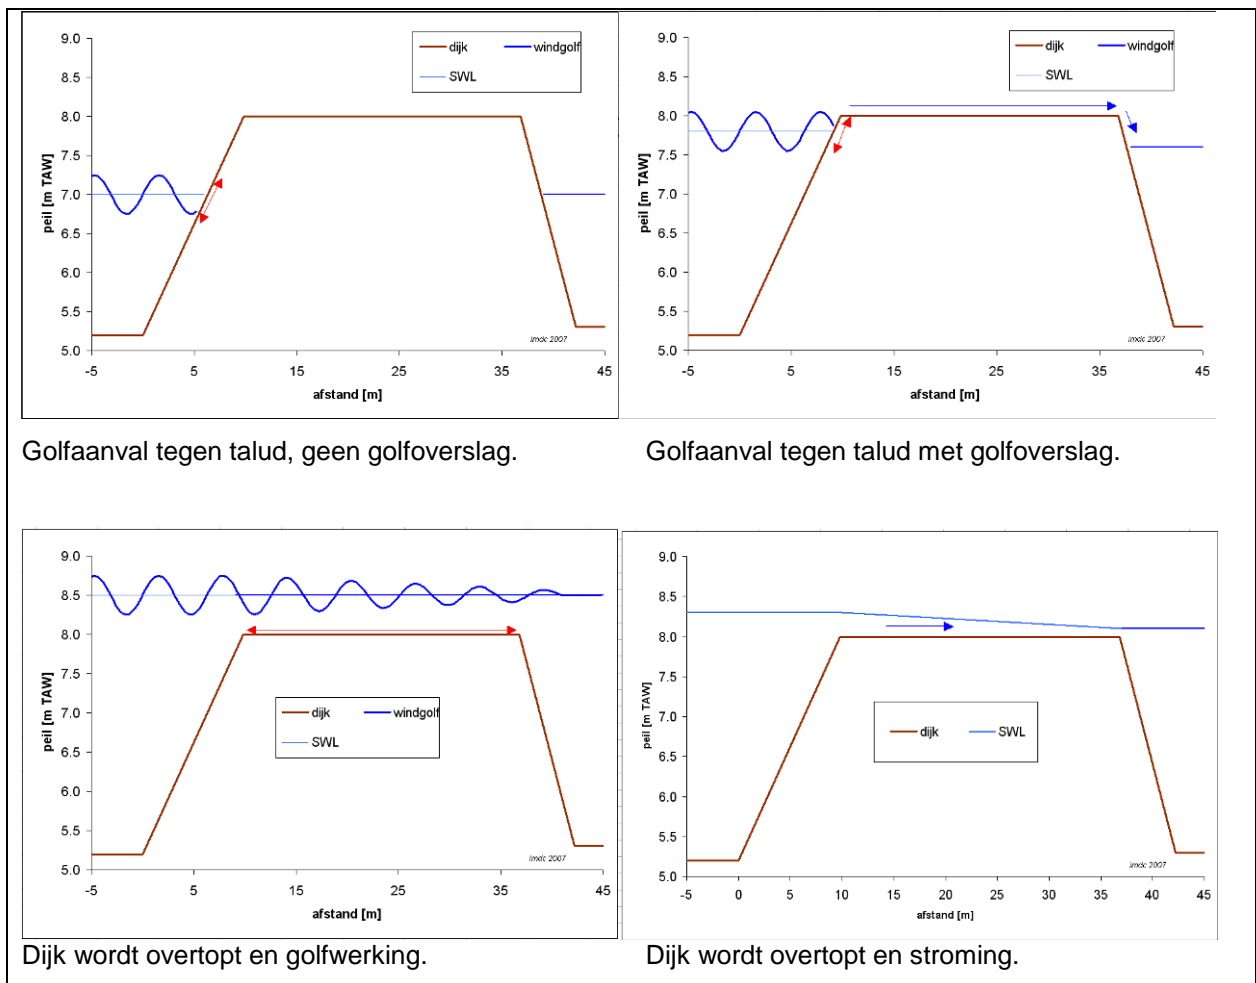 9.0
8.5
8.0
7.5
7.0
6.5
6.0
5.5
5.0
peil [m TAW]
dijk windgolf
SWL
imdc 2007
-5 5 15 25 35 45
afstand [m]
9.0
8.5
8.0
7.5
7.0
6.5
6.0
5.5
5.0
peil [m TAW]
dijk windgolf
SWL
imdc 2007
-5 5 15 25 35 45
afstand [m]
Golfaanval tegen talud, geen golfoverslag.
Golfaanval tegen talud met golfoverslag.
9.0
8.5
8.0
7.5
7.0
6.5
6.0
5.5
5.0
peil [m TAW]
dijk windgolf
SWL
imdc 2007
-5 5 15 25 35 45
afstand [m]
9.0
8.5
8.0
7.5
7.0
6.5
6.0
5.5
5.0
peil [m TAW]
dijk SWL
imdc 2007
-5 0 5 10 15 20 25 30 35 40 45
afstand [m]
Dijk wordt overtopt en golfwerking.
Dijk wordt overtopt en stroming.